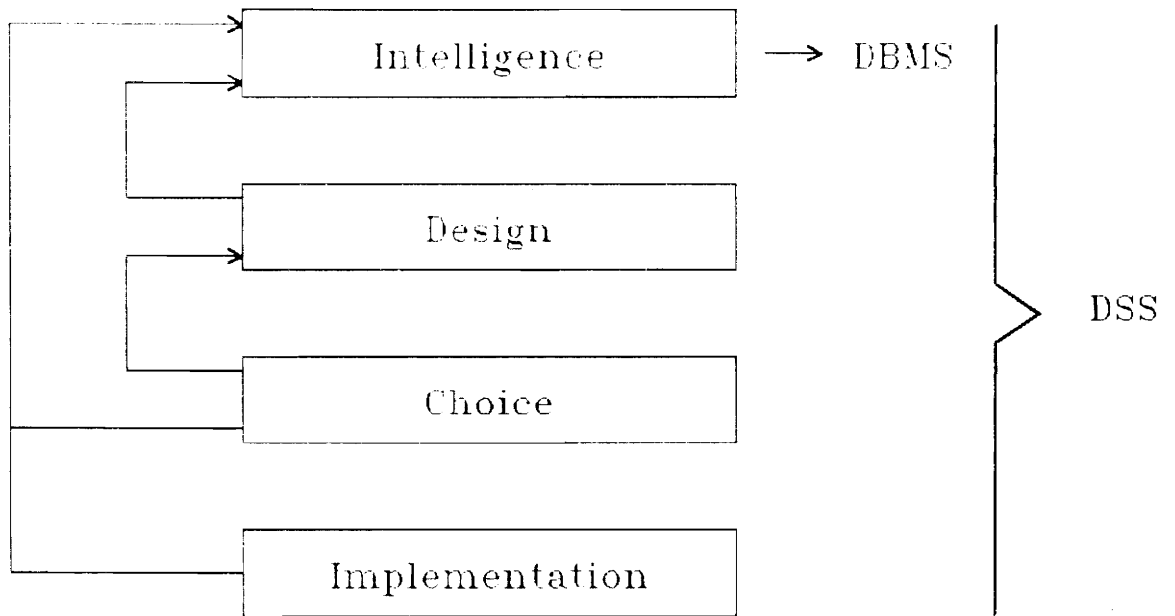 Intelligence
DBMS
Design
DSS
Choice
Implementation